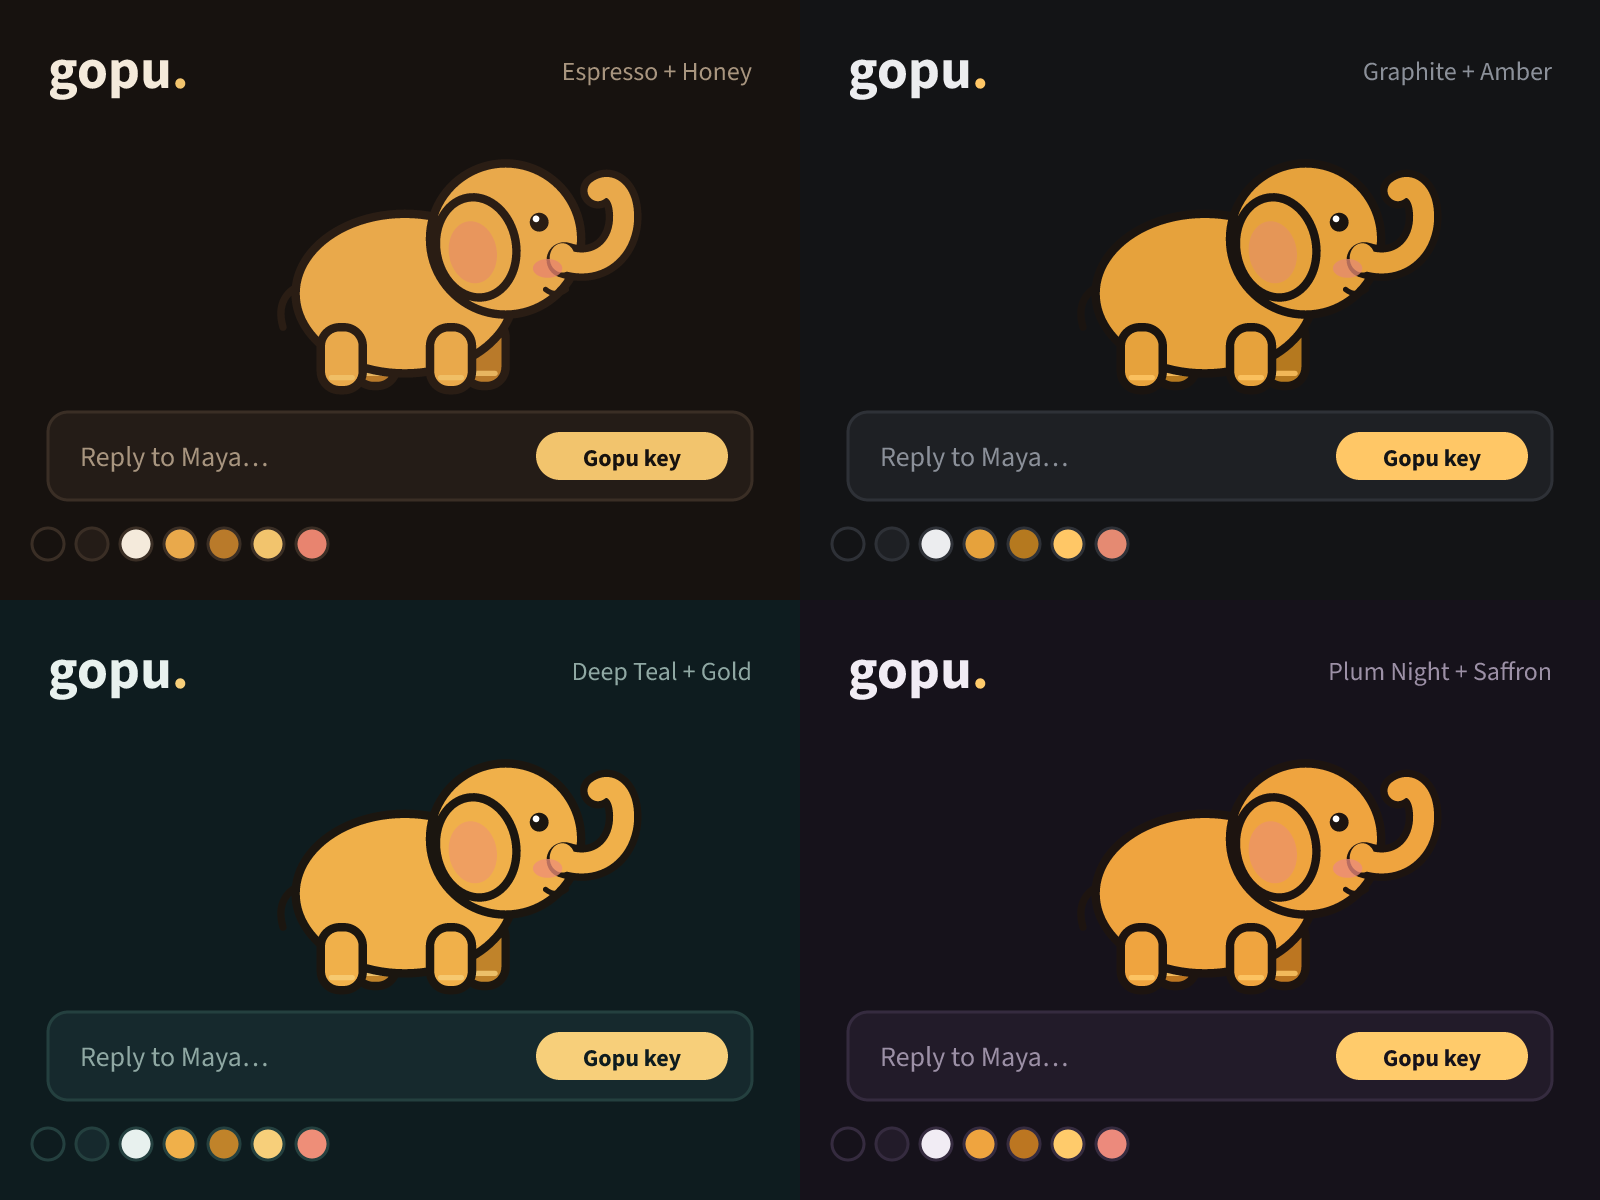 gopu.
Espresso + Honey
Reply to Maya…
Gopu key
gopu.
Graphite + Amber
Reply to Maya…
Gopu key
gopu.
Deep Teal + Gold
Reply to Maya…
Gopu key
gopu.
Plum Night + Saffron
Reply to Maya…
Gopu key